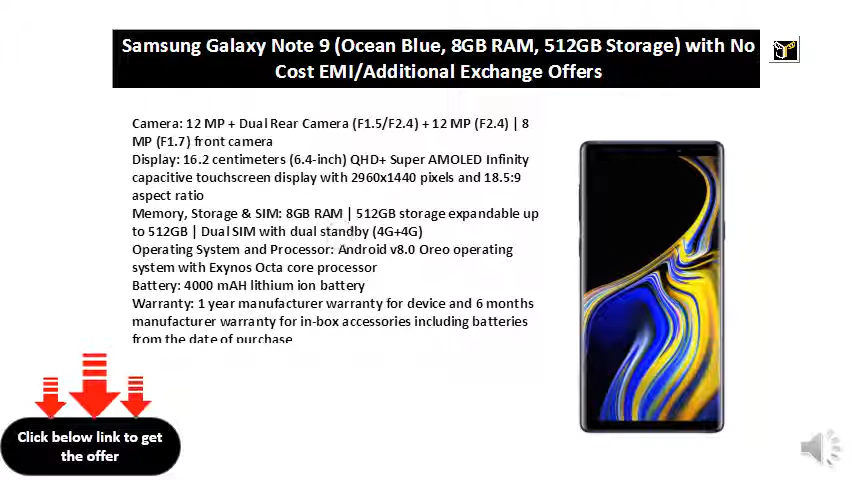 Samsung Galaxy Note 9 (Ocean Blue, 8GB RAM, 512GB Storage) with No
Cost EMI/Additional Exchange Offers
Camera: 12 MP + Dual Rear Camera (F1.5/F2.4) + 12 MP (F2.4) | 8
MP (F1.7) front camera
Display: 16.2 centimeters (6.4-inch) QHD+ Super AMOLED Infinity
capacitive touchscreen display with 2960x1440 pixels and 18.5:9
aspect ratio
Memory, Storage & SIM: 8GB RAM | 512GB storage expandable up
to 512GB | Dual SIM with dual standby (4G+4G)
Operating System and Processor: Android v8.0 Oreo operating
system with Exynos Octa core processor
Battery: 4000 mAH lithium ion battery
Warranty: 1 year manufacturer warranty for device and 6 months
manufacturer warranty for in-box accessories including batteries
from the date of purchase
Click below link to get
the offer